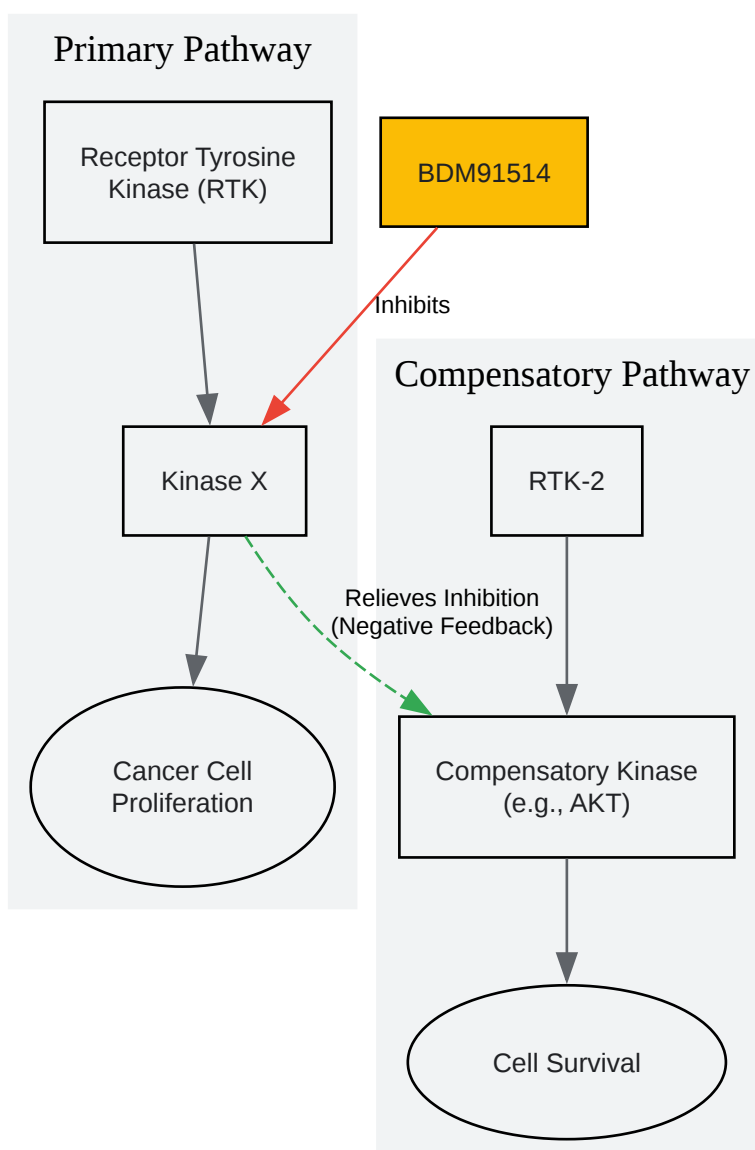 Primary Pathway
Receptor Tyrosine
Kinase (RTK)
BDM91514
Inhibits
Compensatory Pathway
Kinase X
RTK-2
Relieves Inhibition
(Negative Feedback)
Cancer Cell
Proliferation
Compensatory Kinase
(e.g., AKT)
Cell Survival